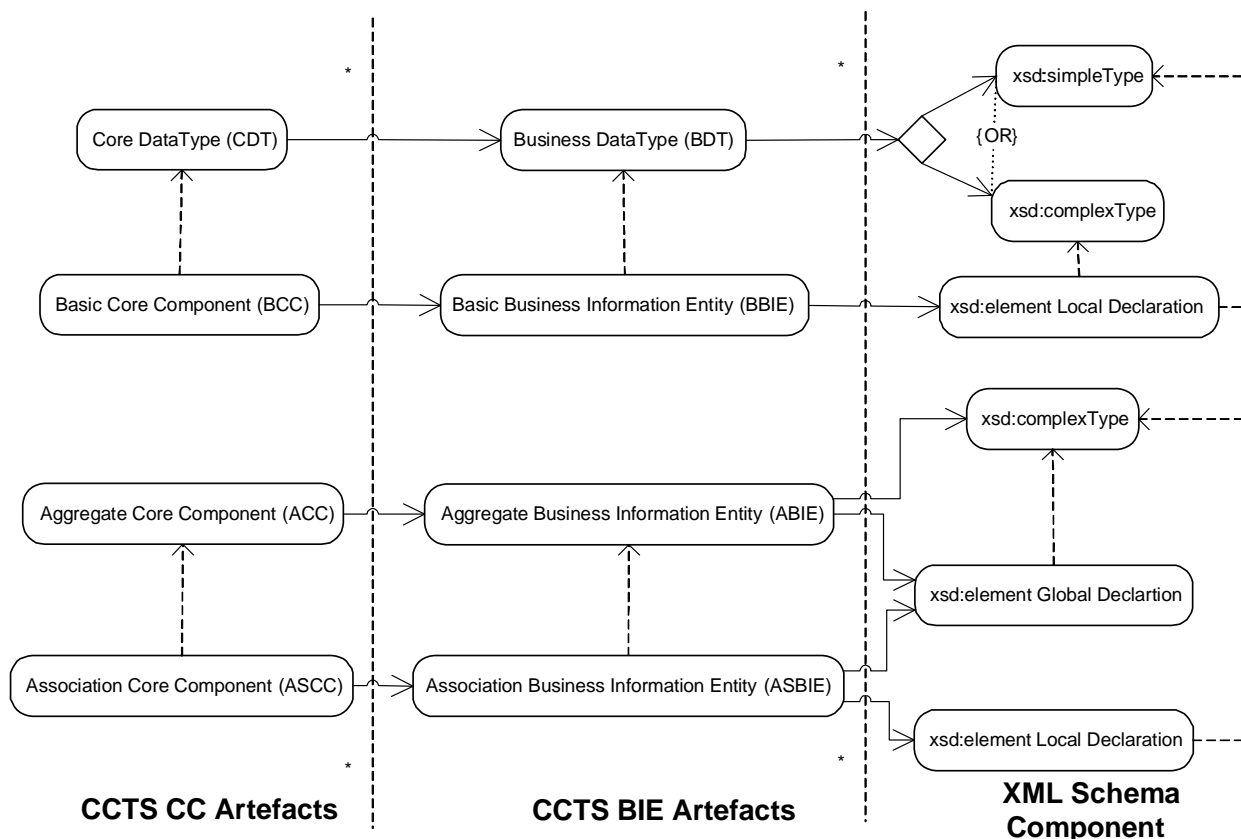 *
*
xsd:simpleType
Core DataType (CDT)
Business DataType (BDT)
{OR}
xsd:complexType
Basic Core Component (BCC)
Basic Business Information Entity (BBIE)
xsd:element Local Declaration
xsd:complexType
Aggregate Core Component (ACC)
Aggregate Business Information Entity (ABIE)
xsd:element Global Declartion
Association Core Component (ASCC)
Association Business Information Entity (ASBIE)
xsd:element Local Declaration
*
*
CCTS CC Artefacts
CCTS BIE Artefacts
XML Schema
Component